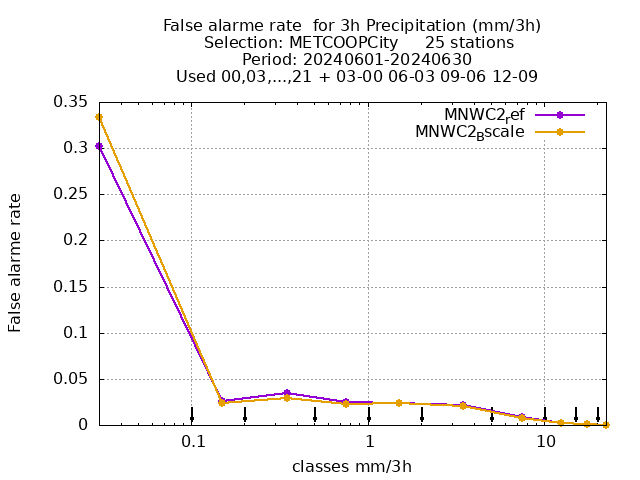 False alarme rate  for 3h Precipitation (mm/3h)
Selection: METCOOPCity     25 stations
Period: 20240601-20240630
Used 00,03,...,21 + 03-00 06-03 09-06 12-09
MNWC2_ref
MNWC2_Bscale
0.35
0.3
0.25
0.2
0.15
0.1
0.05
0
False alarme rate
0.1
1
10
classes mm/3h